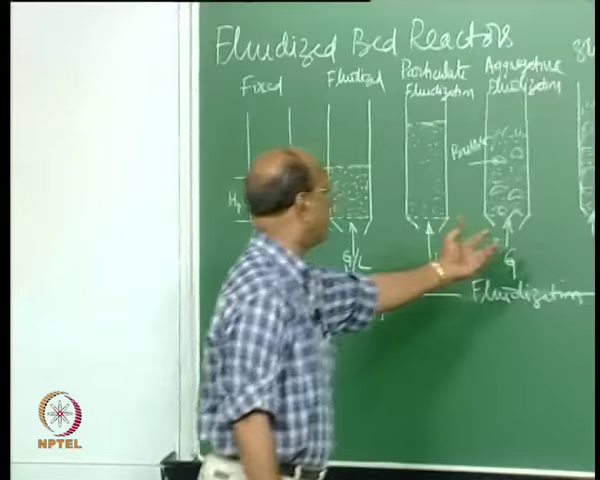 Fluidized Bed Reactors
Fixed
Fluidized
Particulate
Fluidization
Aggregative
Fluidization
Bubble
G/L
G
Fluidization
NPTEL